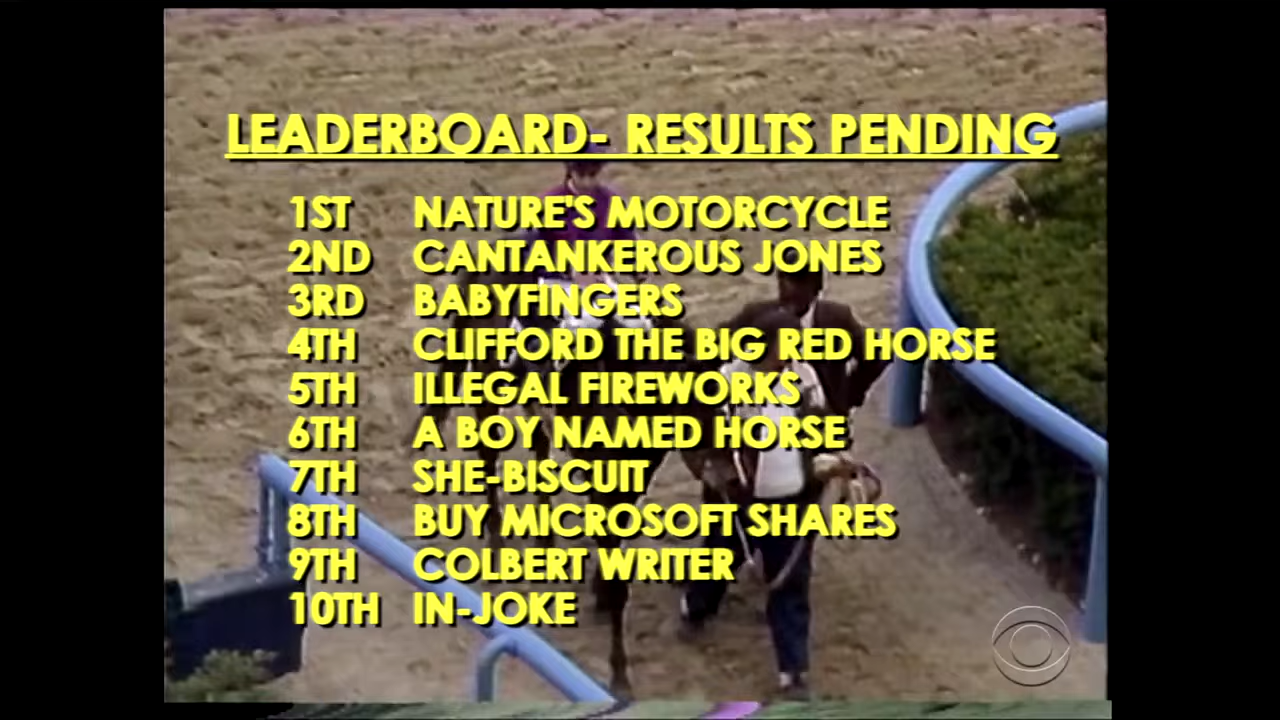 LEADERBOARD- RESULTS PENDING
1ST NATURE'S MOTORCYCLE
2ND CANTANKEROUS JONES
3RD BABYFINGERS
4TH CLIFFORD THE BIG RED HORSE
5TH ILLEGAL FIREWORKS
6TH A BOY NAMED HORSE
7TH SHE-BISCUIT
8TH BUY MICROSOFT SHARES
9TH COLBERT WRITER
10TH IN-JOKE